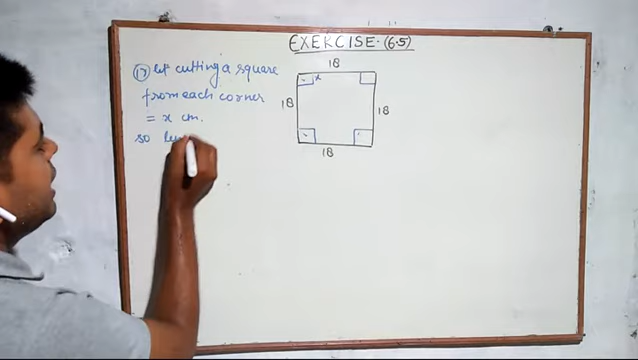 EXERCISE-(6.5)
17) let cutting a square
from each corner
= x cm.
so
18
x
18
18
18